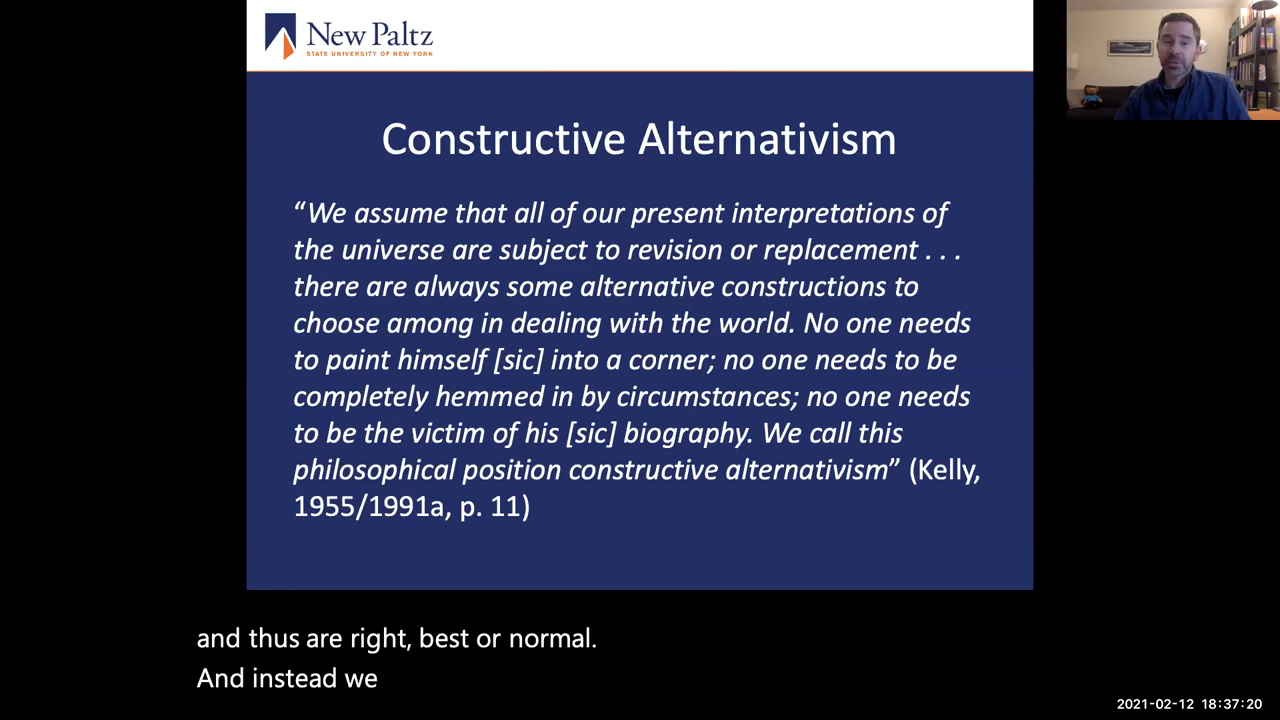 New Paltz
STATE UNIVERSITY OF NEW YORK
Constructive Alternativism
“We assume that all of our present interpretations of
the universe are subject to revision or replacement . . .
there are always some alternative constructions to
choose among in dealing with the world. No one needs
to paint himself [sic] into a corner; no one needs to be
completely hemmed in by circumstances; no one needs
to be the victim of his [sic] biography. We call this
philosophical position constructive alternativism” (Kelly,
1955/1991a, p. 11)
and thus are right, best or normal.
And instead we
2021-02-12 18:37:20